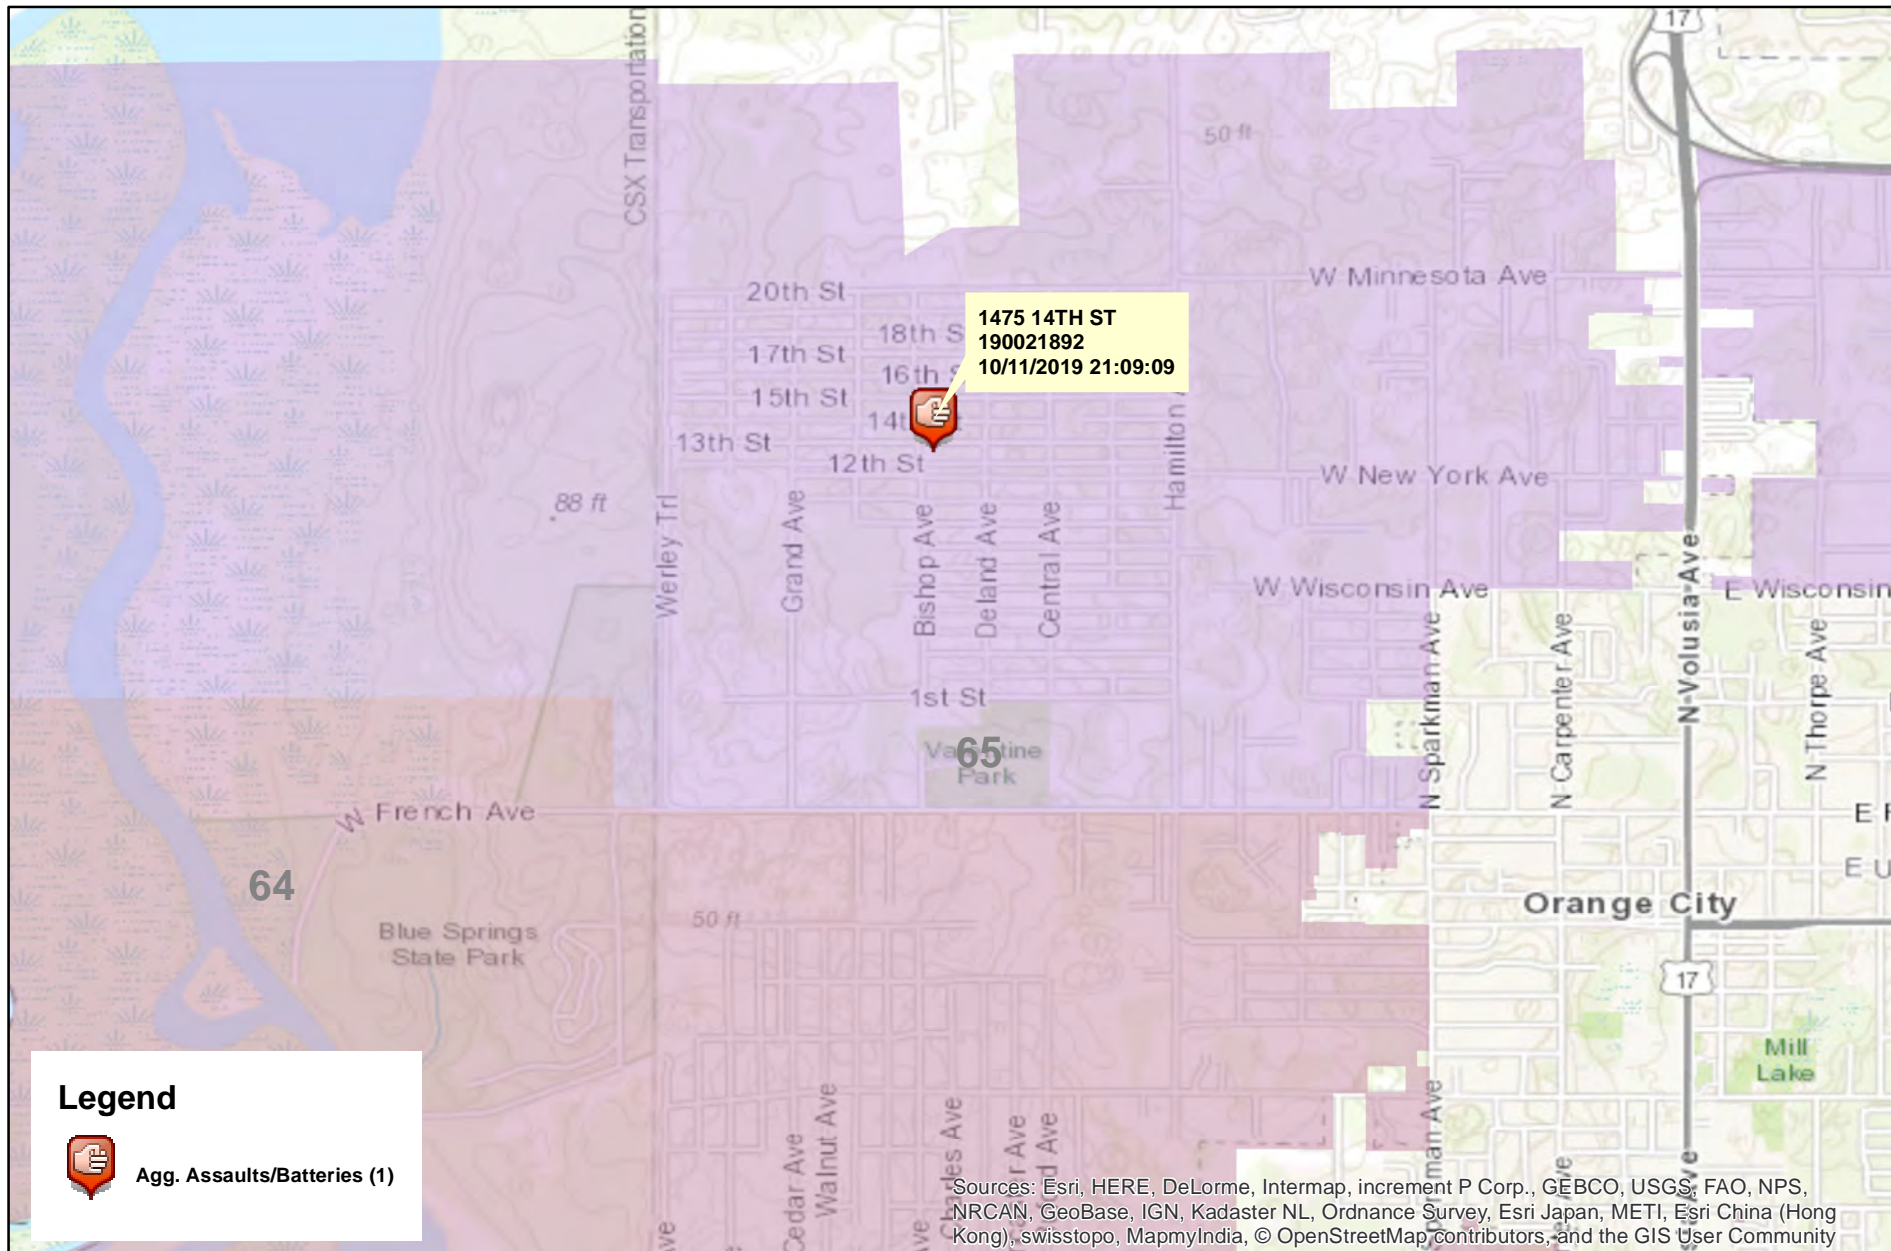 17
CSX Transportation
50 ft
W Minnesota Ave
20th St
1475 14TH ST
190021892
10/11/2019 21:09:09
18th S
17th St
16th S
15th St
14t
13th St
12th St
Hamilton
W New York Ave
88 ft
Werley Trl
Grand Ave
Bishop Ave
Deland Ave
Central Ave
W Wisconsin Ave
N Volusia Ave
E Wisconsin
N Sparkman Ave
N Carpenter Ave
N Thorpe Ave
1st St
65
Park
W French Ave
64
Blue Springs
State Park
50 ft
Orange City
17
Mill
Lake
Cedar Ave
Walnut Ave
Charles Ave
Legend
Agg. Assaults/Batteries (1)
Sources: Esri, HERE, DeLorme, Intermap, increment P Corp., GEBCO, USGS, FAO, NPS,
NRCAN, GeoBase, IGN, Kadaster NL, Ordnance Survey, Esri Japan, METI, Esri China (Hong
Kong), swisstopo, MapmyIndia, © OpenStreetMap contributors, and the GIS User Community